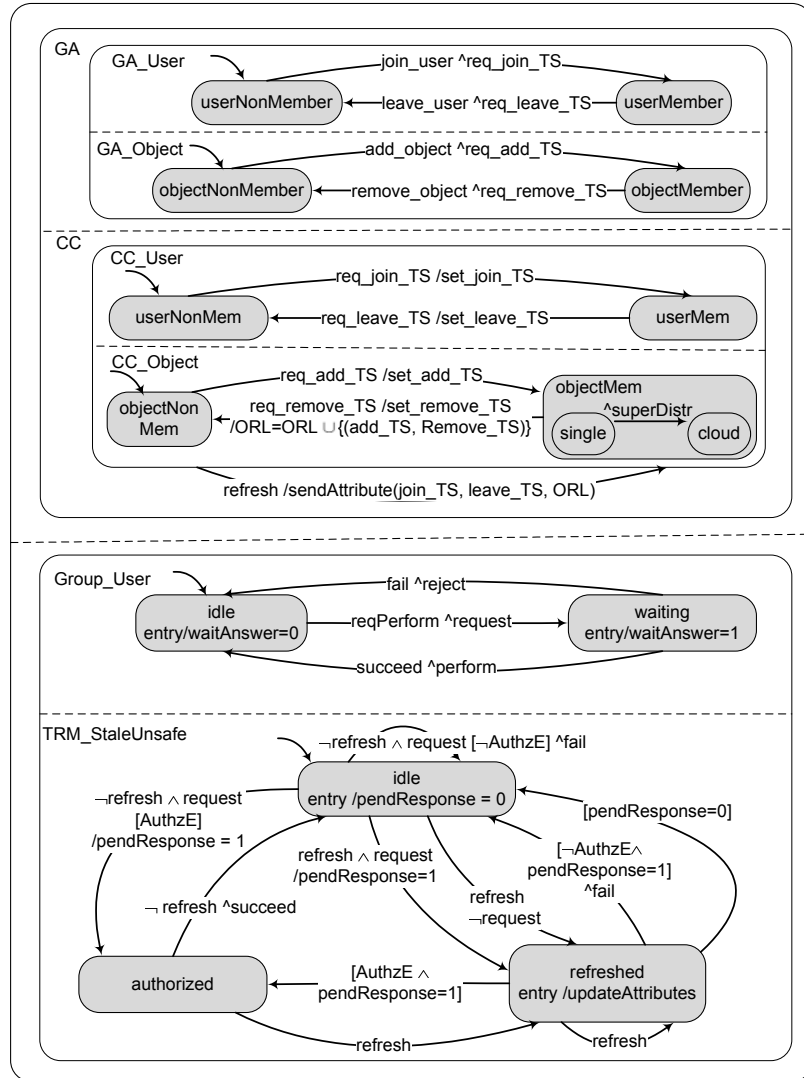 GA
GA_User
join_user ^req_join_TS
userNonMember
leave_user ^req_leave_TS
userMember
GA_Object
add_object ^req_add_TS
objectNonMember
remove_object ^req_remove_TS
objectMember
CC
CC_User
req_join_TS /set_join_TS
userNonMem
req_leave_TS /set_leave_TS
userMem
CC_Object
req_add_TS /set_add_TS
objectNon
Mem
req_remove_TS /set_remove_TS
/ORL=ORL ∪{(add_TS, Remove_TS)}
objectMem
^superDistr
single
cloud
refresh /sendAttribute(join_TS, leave_TS, ORL)
Group_User
fail ^reject
idle
entry/waitAnswer=0
reqPerform ^request
waiting
entry/waitAnswer=1
succeed ^perform
TRM_StaleUnsafe
¬refresh ∧ request [¬AuthzE] ^fail
idle
entry /pendResponse = 0
¬refresh ∧ request
[AuthzE]
/pendResponse = 1
[pendResponse=0]
refresh ∧ request
/pendResponse=1
[¬AuthzE∧
pendResponse=1]
^fail
refresh
¬request
¬ refresh ^succeed
authorized
[AuthzE ∧
pendResponse=1]
refreshed
entry /updateAttributes
refresh
refresh